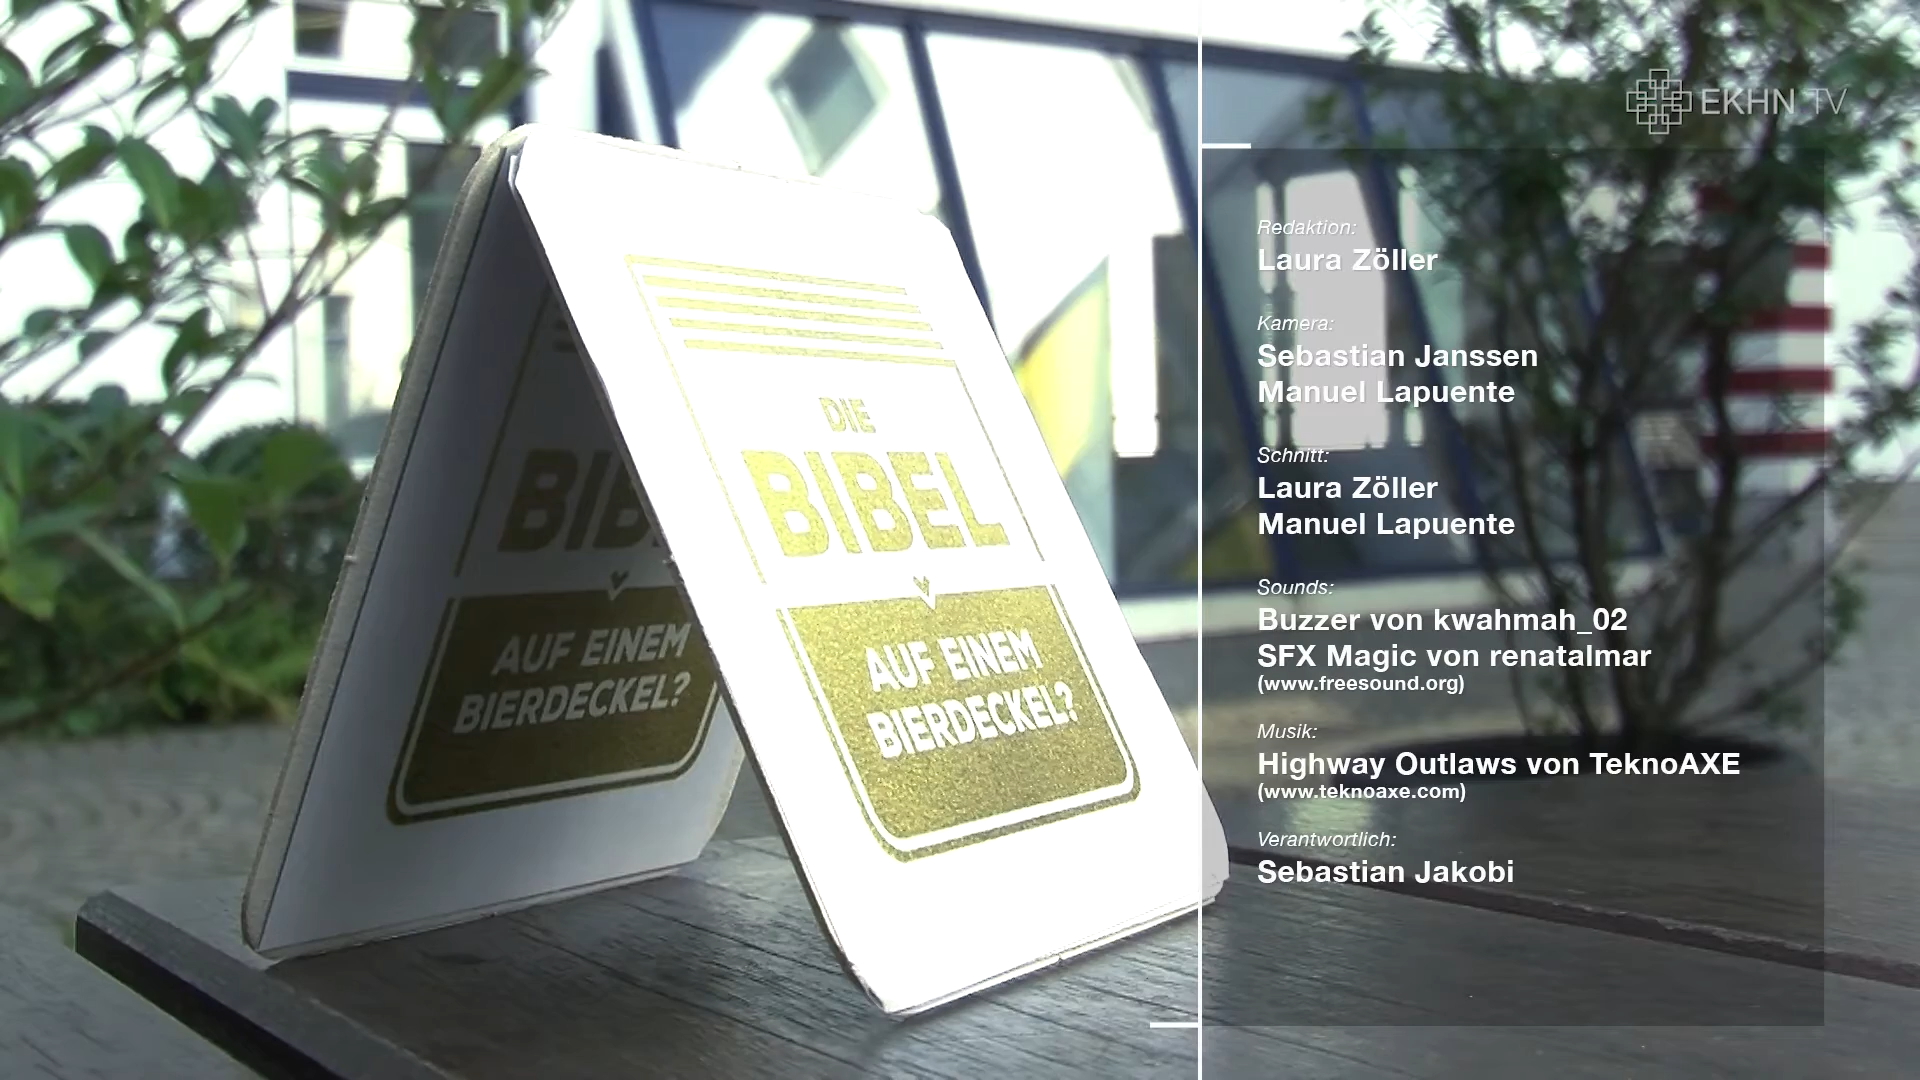 EKHN TV
DIE
BIBEL
AUF EINEM
BIERDECKEL?
AUF EINEM
BIERDECKEL?
Redaktion:
Laura Zöller
Kamera:
Sebastian Janssen
Manuel Lapuente
Schnitt:
Laura Zöller
Manuel Lapuente
Sounds:
Buzzer von kwahmah_02
SFX Magic von renatalmar
(www.freesound.org)
Musik:
Highway Outlaws von TeknoAXE
(www.teknoaxe.com)
Verantwortlich:
Sebastian Jakobi